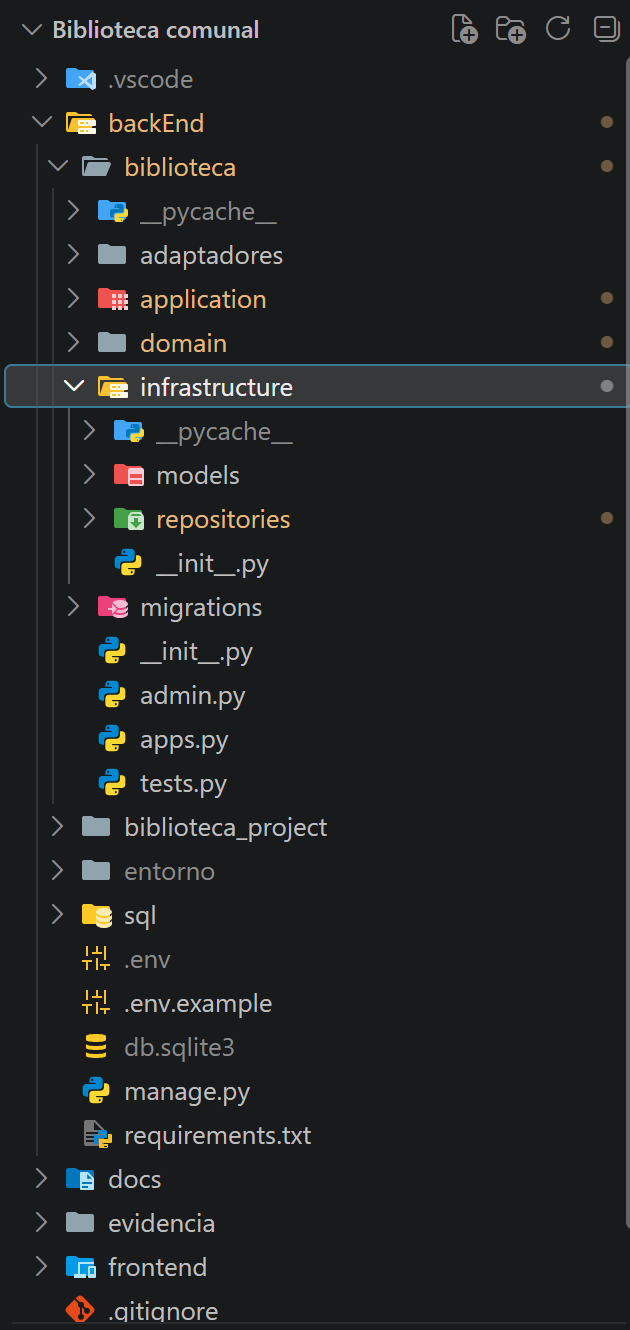 Biblioteca comunal
.vscode
backEnd
biblioteca
__pycache__
adaptadores
application
domain
infrastructure
__pycache__
models
repositories
__init__.py
migrations
__init__.py
admin.py
apps.py
tests.py
biblioteca_project
entorno
sql
.env
.env.example
db.sqlite3
manage.py
requirements.txt
docs
evidencia
frontend
.gitignore